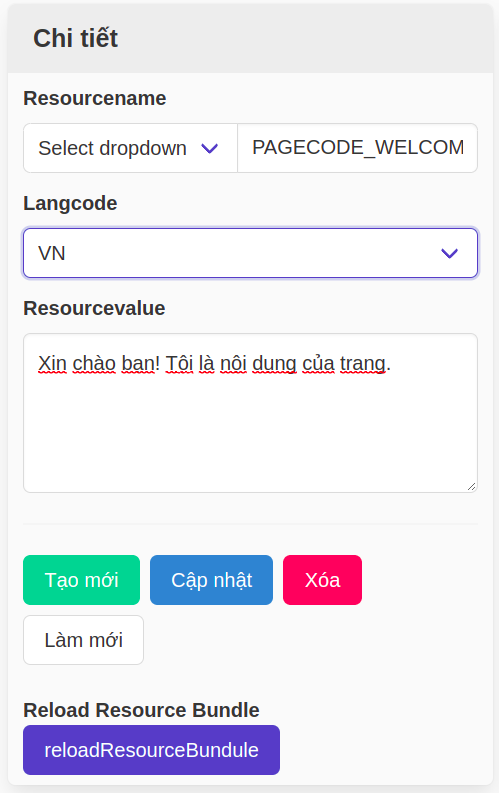 Chi tiết
Resourcename
Select dropdown PAGECODE_WELCOM
Langcode
VN
Resourcevalue
Xin chào bạn! Tôi là nội dung của trang.
Tạo mới Cập nhật Xóa
Làm mới
Reload Resource Bundle
reloadResourceBundule